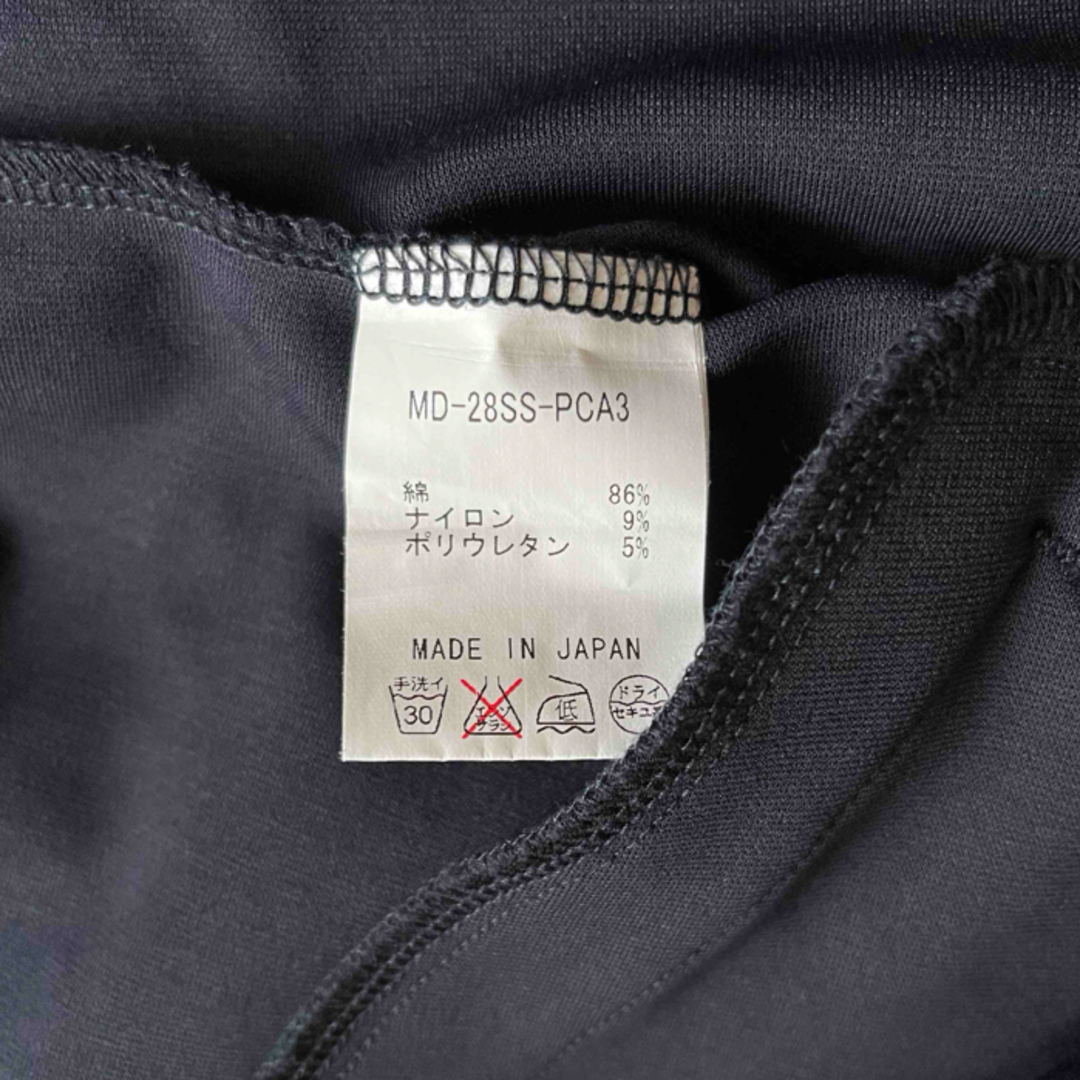 MD-28SS-PCA3
綿 86%
ナイロン 9%
ポリウレタン 5%
MADE IN JAPAN
手洗イ
30
低
ドライ